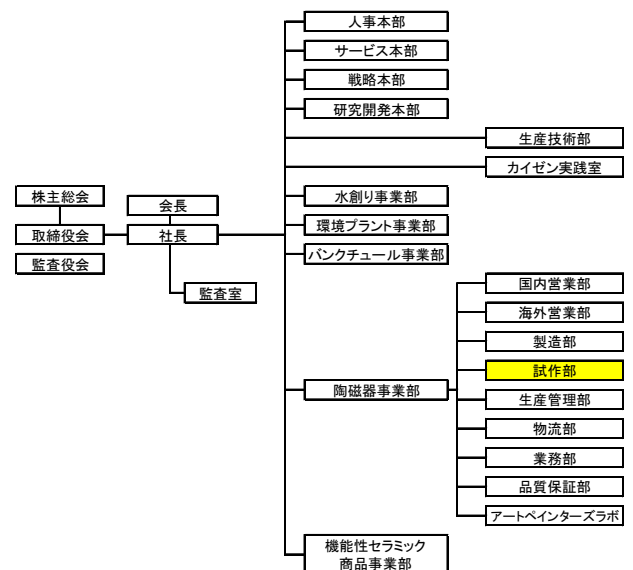 人事本部
サービス本部
戦略本部
研究開発本部
生産技術部
カイゼン実践室
株主総会
会長
水創り事業部
取締役会
社長
環境プラント事業部
監査役会
バンクチュール事業部
監査室
国内営業部
海外営業部
製造部
試作部
陶磁器事業部
生産管理部
物流部
業務部
品質保証部
アートペインターズラボ
機能性セラミック
商品事業部